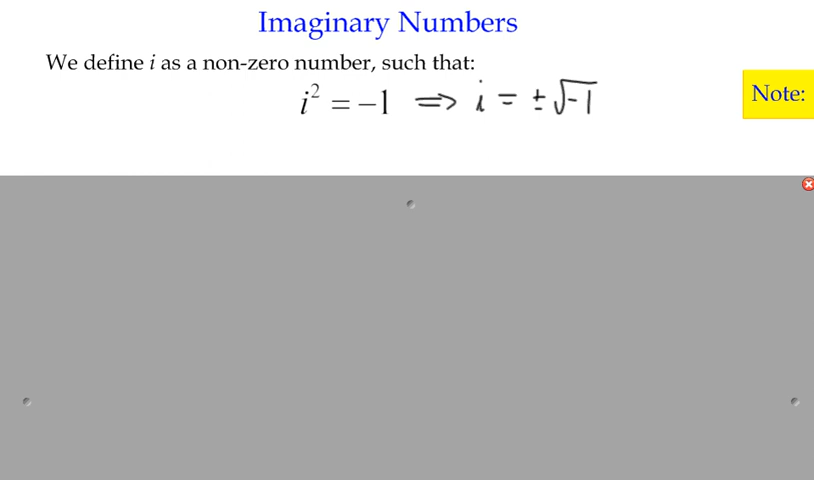 Imaginary Numbers
We define i as a non-zero number, such that:
i² = −1 ⟹ i = ±√−1
Note: